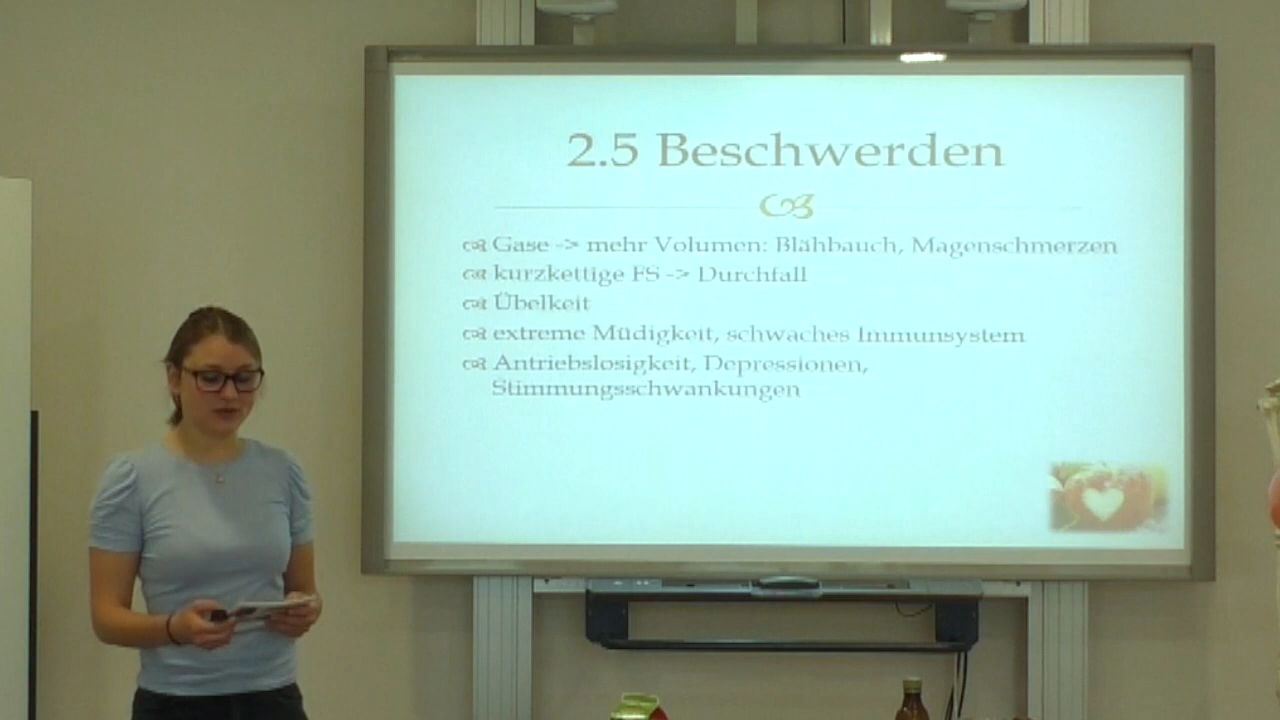 2.5 Beschwerden
Gase -> mehr Volumen: Blähbauch, Magenschmerzen
kurzkettige FS -> Durchfall
Übelkeit
extreme Müdigkeit, schwaches Immunsystem
Antriebslosigkeit, Depressionen,
Stimmungsschwankungen